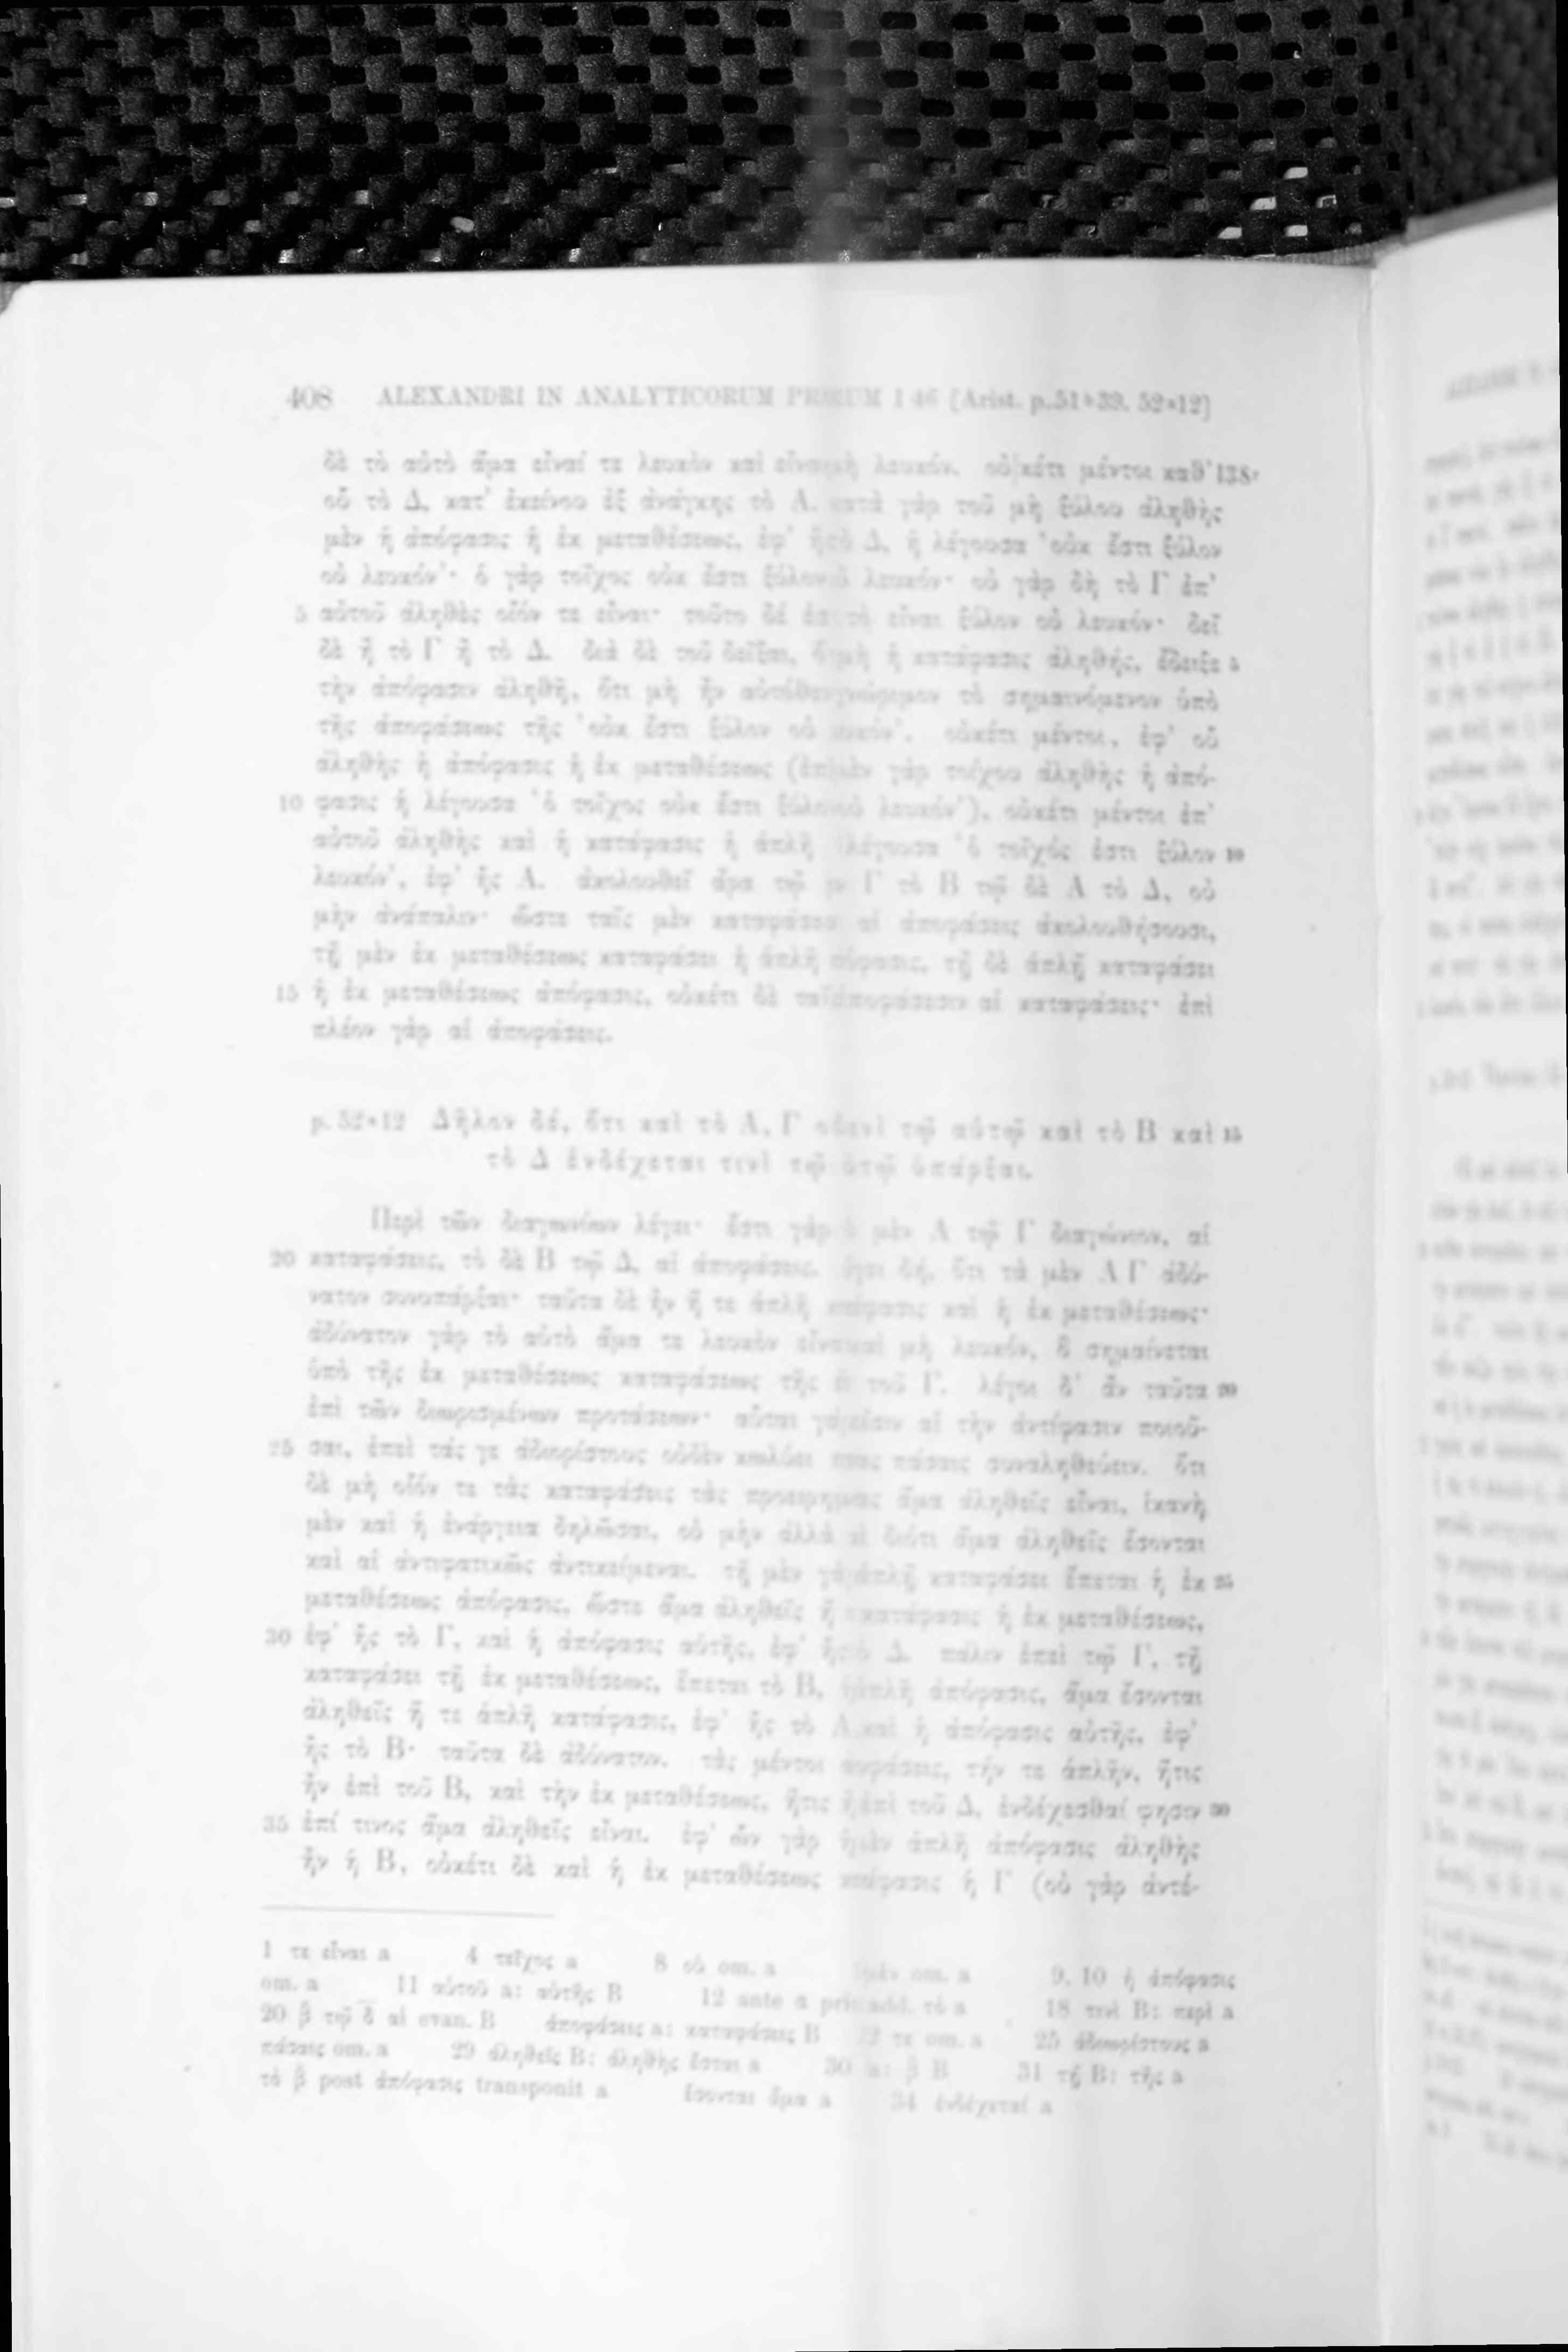 408 ALEXANDRI IN ANALYTICORUM PRIORUM I 46 [Arist. p. 51b39. 52a12]
δὲ τὸ αὐτὸ ἅμα εἶναί τε λευκὸν καὶ εἶναι μὴ λευκόν. οὐκέτι μέντοι καθ' 138r
οὗ τὸ Δ, κατ' ἐκείνου ἐξ ἀνάγκης τὸ Α. κατὰ γὰρ τοῦ μὴ ξύλου ἀληθὴς
μὲν ἡ ἀπόφασις ἡ ἐκ μεταθέσεως, ἐφ' ἧς τὸ Δ, ἡ λέγουσα 'οὐκ ἔστι ξύλον
οὐ λευκόν'· ὁ γὰρ τοῖχος οὐκ ἔστι ξύλον οὐ λευκόν· οὐ γὰρ δὴ τὸ Γ ἐπ'
5 αὐτοῦ ἀληθὲς οἷόν τε εἶναι· τοῦτο δέ ἐστι τὸ εἶναι ξύλον οὐ λευκόν· δεῖ
δὲ ἢ τὸ Γ ἢ τὸ Δ. διὰ δὲ τοῦ δεῖξαι, ὅτι μὴ ἡ κατάφασις ἀληθής, ἔδειξε 5
τὴν ἀπόφασιν ἀληθῆ, ὅτι μὴ ἦν αὐτόθεν γνώριμον τὸ σημαινόμενον ὑπὸ
τῆς ἀποφάσεως τῆς 'οὐκ ἔστι ξύλον οὐ λευκόν'. οὐκέτι μέντοι, ἐφ' οὗ
ἀληθὴς ἡ ἀπόφασις ἡ ἐκ μεταθέσεως (ἐπὶ μὲν γὰρ τοίχου ἀληθὴς ἡ ἀπό-
10 φασις ἡ λέγουσα 'ὁ τοῖχος οὐκ ἔστι ξύλον οὐ λευκόν'), οὐκέτι μέντοι ἐπ'
αὐτοῦ ἀληθὴς καὶ ἡ κατάφασις ἡ ἁπλῆ ἡ λέγουσα 'ὁ τοῖχός ἐστι ξύλον 10
λευκόν', ἐφ' ἧς Α. ἀκολουθεῖ ἄρα τῷ μὲν Γ τὸ Β τῷ δὲ Α τὸ Δ, οὐ
μὴν ἀνάπαλιν· ὥστε ταῖς μὲν καταφάσεσιν αἱ ἀποφάσεις ἀκολουθήσουσι,
τῇ μὲν ἐκ μεταθέσεως καταφάσει ἡ ἁπλῆ ἀπόφασις, τῇ δὲ ἁπλῇ καταφάσει
15 ἡ ἐκ μεταθέσεως ἀπόφασις, οὐκέτι δὲ ταῖς ἀποφάσεσιν αἱ καταφάσεις· ἐπὶ
πλέον γὰρ αἱ ἀποφάσεις.
p. 52a12 Δῆλον δέ, ὅτι καὶ τὸ Α, Γ οὐδενὶ τῷ αὐτῷ καὶ τὸ Β καὶ 15
τὸ Δ ἐνδέχεται τινὶ τῷ αὐτῷ ὑπάρξαι.
Περὶ τῶν διαγωνίων λέγει· ἔστι γὰρ τὸ μὲν Α τῷ Γ διαγώνιον, αἱ
20 καταφάσεις, τὸ δὲ Β τῷ Δ, αἱ ἀποφάσεις. λέγει δή, ὅτι τὰ μὲν Α Γ ἀδύ-
νατον συνυπάρξαι· ταῦτα δὲ ἦν ἥ τε ἁπλῆ κατάφασις καὶ ἡ ἐκ μεταθέσεως·
ἀδύνατον γὰρ τὸ αὐτὸ ἅμα τε λευκὸν εἶναι καὶ μὴ λευκόν, ὃ σημαίνεται
ὑπὸ τῆς ἐκ μεταθέσεως καταφάσεως τῆς ἐπὶ τοῦ Γ. λέγοι δ' ἂν ταῦτα 20
ἐπὶ τῶν διωρισμένων προτάσεων· αὗται γάρ εἰσιν αἱ τὴν ἀντίφασιν ποιοῦ-
25 σαι, ἐπεὶ τάς γε ἀδιορίστους οὐδὲν κωλύει πάσαις συναληθεύειν. ὅτι
δὲ μὴ οἷόν τε τὰς καταφάσεις τὰς προειρημένας ἅμα ἀληθεῖς εἶναι, ἱκανὴ
μὲν καὶ ἡ ἐνάργεια δηλῶσαι, οὐ μὴν ἀλλὰ καὶ διότι ἅμα ἀληθεῖς ἔσονται
καὶ αἱ ἀντιφατικῶς ἀντικείμεναι. τῇ μὲν γὰρ ἁπλῇ καταφάσει ἕπεται ἡ ἐκ 25
μεταθέσεως ἀπόφασις, ὥστε ἅμα ἀληθεῖς ἥ κατάφασις ἡ ἐκ μεταθέσεως,
30 ἐφ' ἧς τὸ Γ, καὶ ἡ ἀπόφασις αὐτῆς, ἐφ' ἧς τὸ Δ. πάλιν ἐπεὶ τῷ Γ, τῇ
καταφάσει τῇ ἐκ μεταθέσεως, ἕπεται τὸ Β, ἡ ἁπλῆ ἀπόφασις, ἅμα ἔσονται
ἀληθεῖς ἥ τε ἁπλῆ κατάφασις, ἐφ' ἧς τὸ Α, καὶ ἡ ἀπόφασις αὐτῆς, ἐφ'
ἧς τὸ Β· ταῦτα δὲ ἀδύνατον. τὰς μέντοι ἀποφάσεις, τήν τε ἁπλῆν, ἥτις
ἦν ἐπὶ τοῦ Β, καὶ τὴν ἐκ μεταθέσεως, ἥτις ἦν ἐπὶ τοῦ Δ, ἐνδέχεσθαί φησιν 30
35 ἐπί τινος ἅμα ἀληθεῖς εἶναι. ἐφ' ὧν γὰρ ἡ μὲν ἁπλῆ ἀπόφασις ἀληθὴς
ἦν ἡ Β, οὐκέτι δὲ καὶ ἡ ἐκ μεταθέσεως κατάφασις ἡ Γ (οὐ γὰρ ἀντέ-
1 τε εἶναι a 4 τεῖχος a 8 οὐ om. a μὲν om. a 9. 10 ἡ ἀπόφασις
om. a 11 αὐτοῦ a: αὐτῆς B 12 ante α prius add. τό a 18 τινὶ B: περὶ a
20 β τῷ δ αἱ evan. B ἀποφάσεις a: καταφάσεις B 22 τε om. a 25 ἀδιωρίστους a
πάσαις om. a 29 ἀληθεῖς B: ἀληθὴς ἔσται a 30 a: β B 31 τῇ B: τῆς a
τὸ β post ἀπόφασις transponit a ἔσονται ἅμα a 34 ἐνδέχεταί a